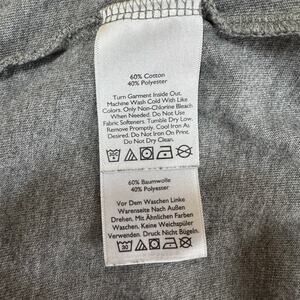 60% Cotton
40% Polyester
Turn Garment Inside Out.
Machine Wash Cold With Like
Colors. Only Non-Chlorine Bleach
When Needed. Do Not Use
Fabric Softeners. Tumble Dry Low.
Remove Promptly. Cool Iron As
Desired. Do Not Iron On Print.
Do Not Dry Clean.
60% Baumwolle
40% Polyester
Vor Dem Waschen Linke
Warenseite Nach Außen
Drehen. Mit Ähnlichen Farben
Waschen. Keine Weichspüler
Verwenden. Druck Nicht Bügeln.
30